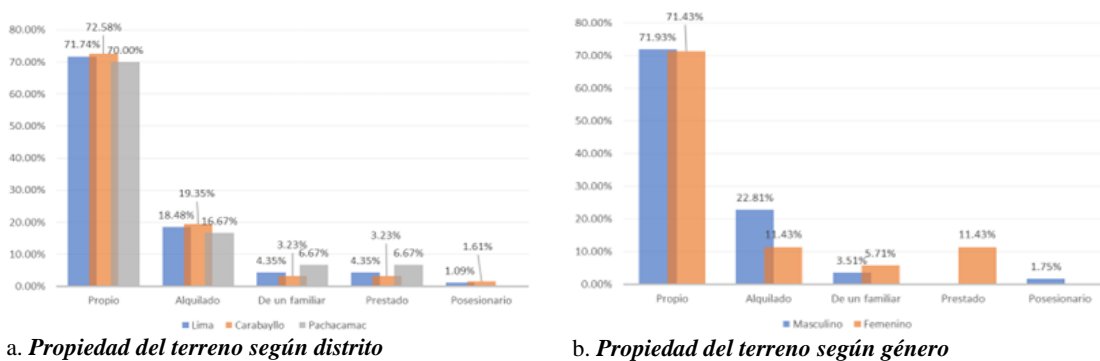 80.00%
70.00%
60.00%
50.00%
40.00%
30.00%
20.00%
10.00%
0.00%
71.74% 72.58% 70.00%
18.48% 19.35% 16.67%
4.35% 3.23% 6.67%
4.35% 3.23% 6.67%
1.09% 1.61%
Propio Alquilado De un familiar Prestado Posesionario
Lima Carabayllo Pachacamac
a. Propiedad del terreno según distrito
80.00%
70.00%
60.00%
50.00%
40.00%
30.00%
20.00%
10.00%
0.00%
71.93% 71.43%
22.81% 11.43%
3.51% 5.71%
11.43%
1.75%
Propio Alquilado De un familiar Prestado Posesionario
Masculino Femenino
b. Propiedad del terreno según género